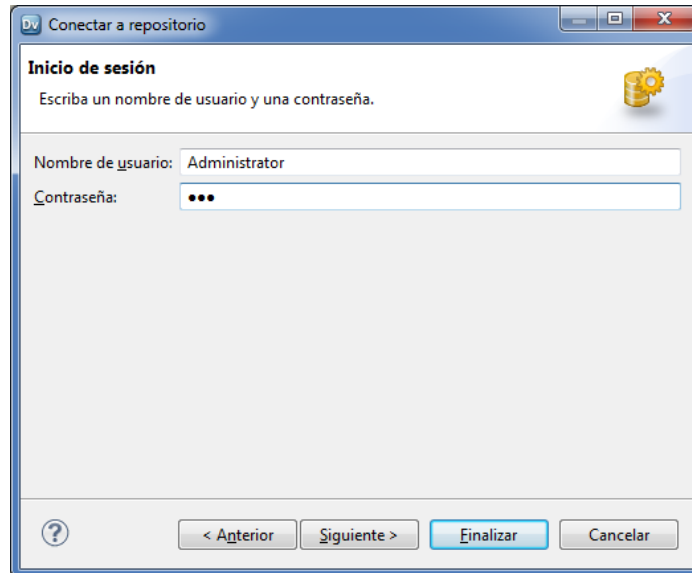 Dv Conectar a repositorio
Inicio de sesión
Escriba un nombre de usuario y una contraseña.
Nombre de usuario: Administrator
Contraseña: ●●●
? < Anterior Siguiente > Finalizar Cancelar